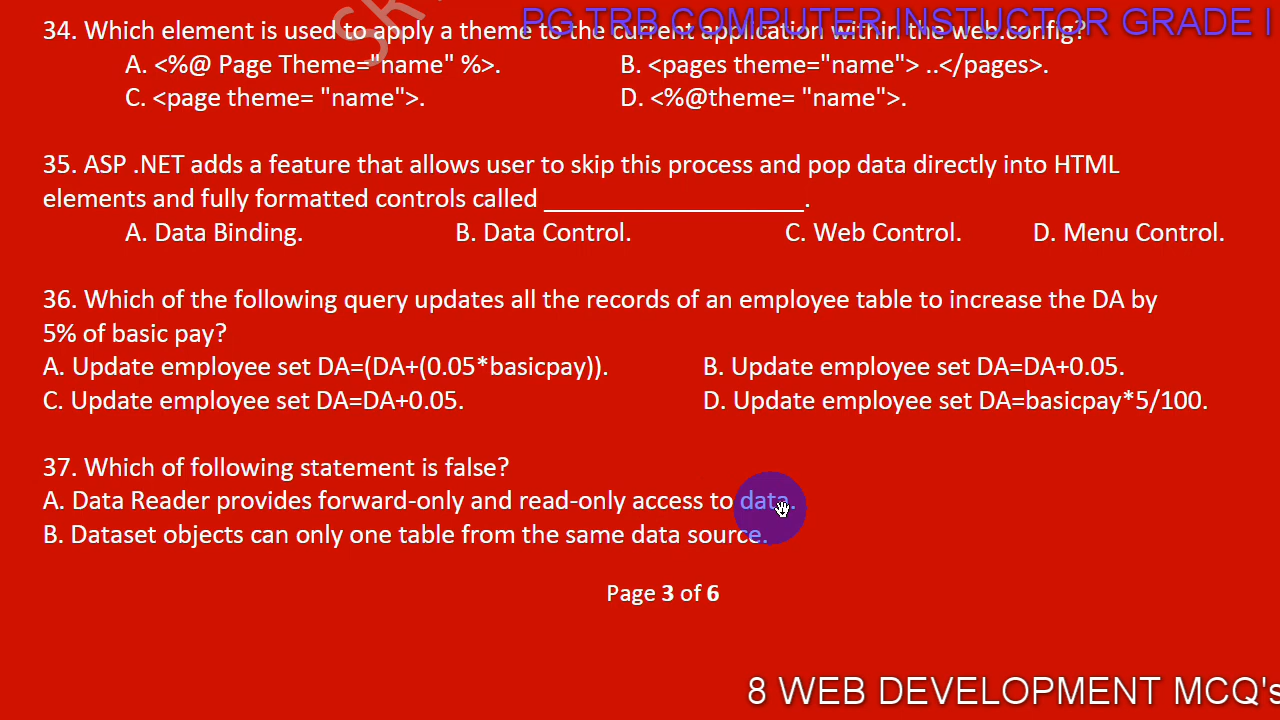 PG TRB COMPUTER INSTUCTOR GRADE I
34. Which element is used to apply a theme to the current application within the web.config?
A. <%@ Page Theme="name" %>. B. <pages theme="name"> ..</pages>.
C. <page theme= "name">. D. <%@theme= "name">.
35. ASP .NET adds a feature that allows user to skip this process and pop data directly into HTML
elements and fully formatted controls called ___________________.
A. Data Binding. B. Data Control. C. Web Control. D. Menu Control.
36. Which of the following query updates all the records of an employee table to increase the DA by
5% of basic pay?
A. Update employee set DA=(DA+(0.05*basicpay)). B. Update employee set DA=DA+0.05.
C. Update employee set DA=DA+0.05. D. Update employee set DA=basicpay*5/100.
37. Which of following statement is false?
A. Data Reader provides forward-only and read-only access to data.
B. Dataset objects can only one table from the same data source.
Page 3 of 6
8 WEB DEVELOPMENT MCQ's